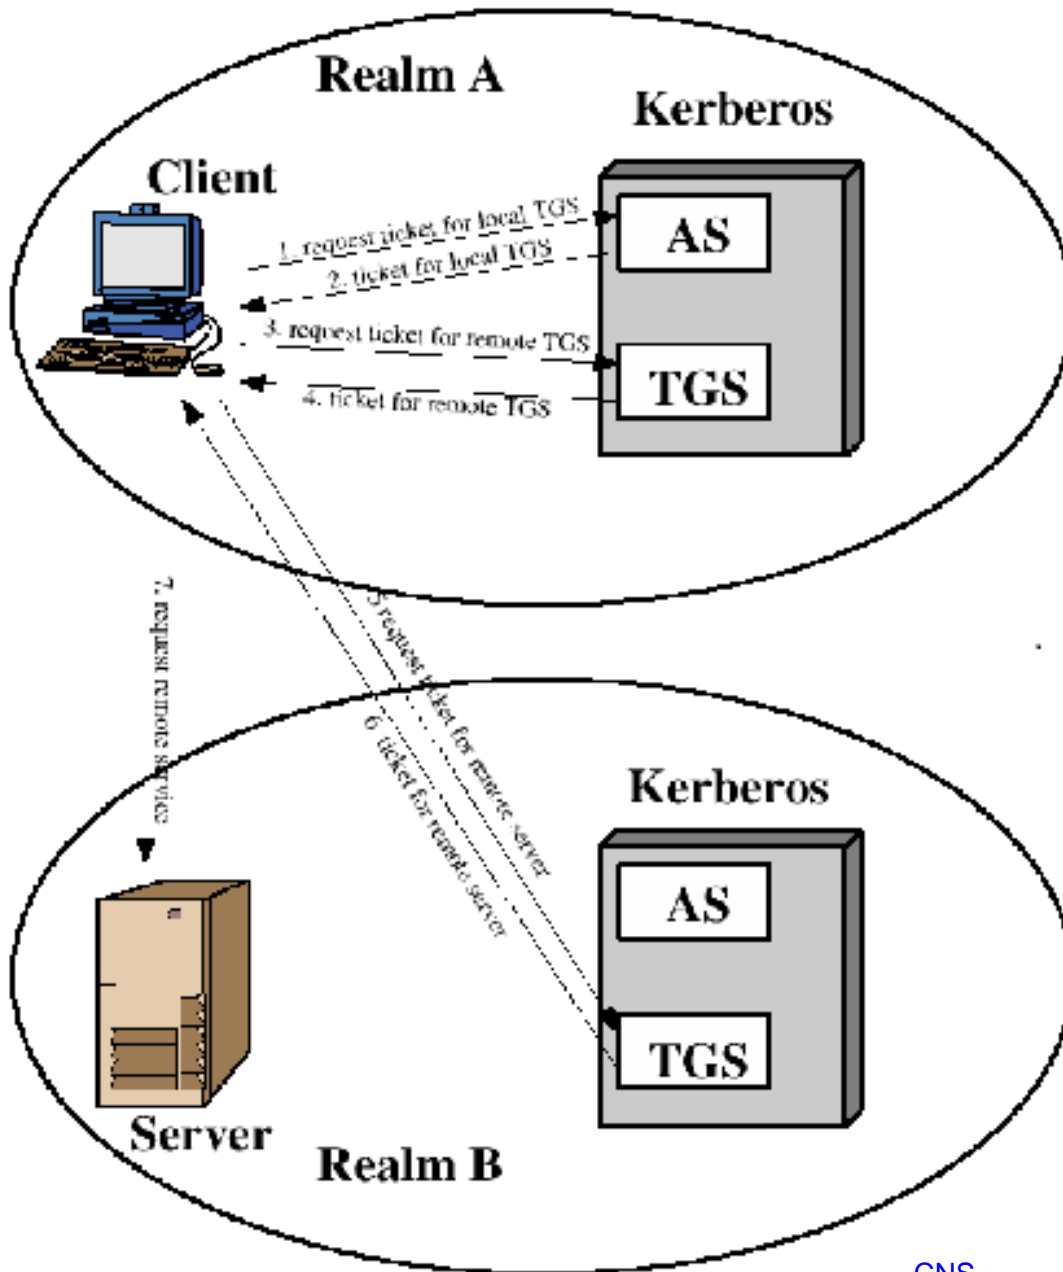 Realm A
Kerberos
Client
1. request ticket for local TGS
2. ticket for local TGS
AS
3. request ticket for remote TGS
4. ticket for remote TGS
TGS
7. request remote service
5 request ticket for remote server
6. ticket for remote server
Kerberos
AS
TGS
Server
Realm B
CNS